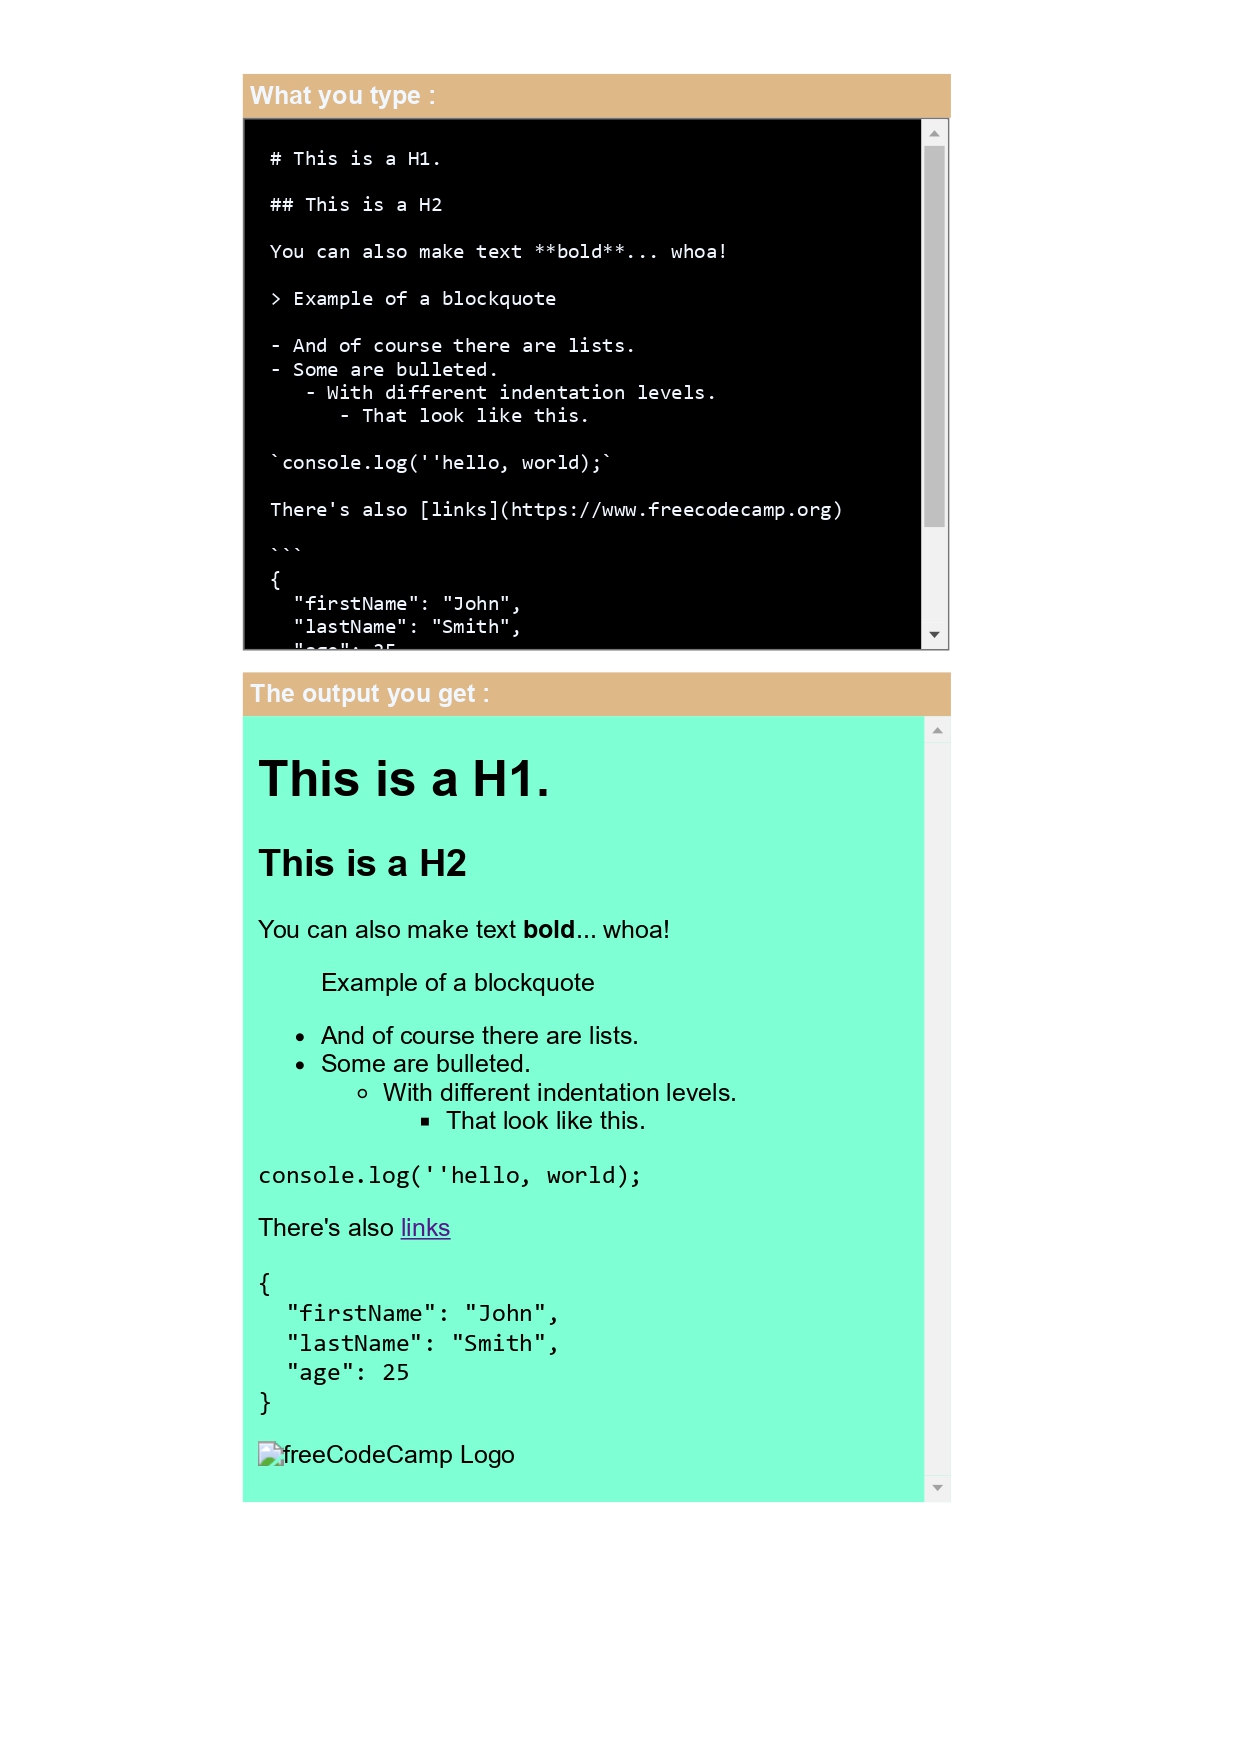 What you type :
# This is a H1.
## This is a H2
You can also make text **bold**... whoa!
> Example of a blockquote
- And of course there are lists.
- Some are bulleted.
   - With different indentation levels.
      - That look like this.
`console.log(''hello, world);`
There's also [links](https://www.freecodecamp.org)
```
{
  "firstName": "John",
  "lastName": "Smith",
  "age": 25
The output you get :
This is a H1.
This is a H2
You can also make text bold... whoa!
Example of a blockquote
• And of course there are lists.
• Some are bulleted.
◦ With different indentation levels.
▪ That look like this.
console.log(''hello, world);
There's also links
{
  "firstName": "John",
  "lastName": "Smith",
  "age": 25
}
freeCodeCamp Logo